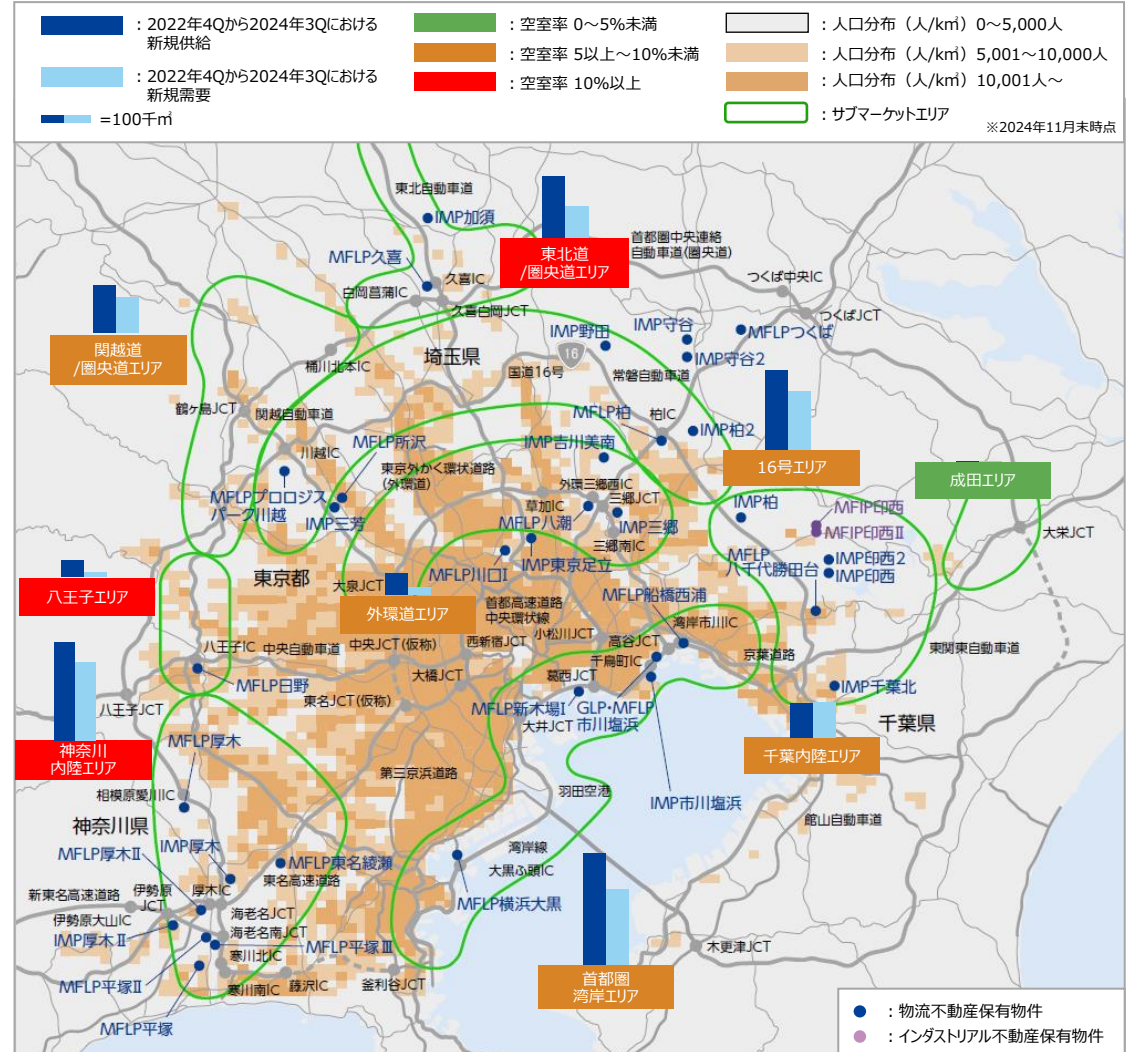 ：2022年4Qから2024年3Qにおける
新規供給
：2022年4Qから2024年3Qにおける
新規需要
=100千㎡
：空室率 0～5%未満
：空室率 5以上～10%未満
：空室率 10%以上
：人口分布（人/k㎡）0～5,000人
：人口分布（人/k㎡）5,001～10,000人
：人口分布（人/k㎡）10,001人～
：サブマーケットエリア
※2024年11月末時点
東北自動車道
IMP加須
東北道
/圏央道エリア
首都圏中央連絡
自動車道(圏央道)
MFLP久喜
久喜IC
白岡菖蒲IC
久喜白岡JCT
つくば中央IC
つくばJCT
関越道
/圏央道エリア
埼玉県
桶川北本IC
IMP野田
IMP守谷
MFLPつくば
IMP守谷2
16
国道16号
常磐自動車道
鶴ヶ島JCT
関越自動車道
MFLP柏
柏IC
IMP柏2
16号エリア
川越IC
MFLP所沢
IMP吉川美南
東京外かく環状道路
(外環道)
外環三郷西IC
三郷JCT
成田エリア
MFLPプロロジス
パーク川越
IMP三芳
草加IC
MFLP八潮
IMP三郷
三郷南IC
IMP柏
MFIP印西
MFIP印西Ⅱ
大栄JCT
東京都
大泉JCT
MFLP川口Ⅰ
IMP東京足立
MFLP
八千代勝田台
IMP印西2
IMP印西
八王子エリア
外環道エリア
首都高速道路
中央環状線
MFLP船橋西浦
湾岸市川IC
八王子IC
中央自動車道
中央JCT(仮称)
西新宿JCT
小松川JCT
高谷JCT
千鳥町IC
京葉道路
東関東自動車道
MFLP日野
大橋JCT
葛西JCT
IMP千葉北
八王子JCT
東名JCT(仮称)
MFLP新木場Ⅰ
GLP・MFLP
市川塩浜
大井JCT
千葉県
神奈川
内陸エリア
MFLP厚木
千葉内陸エリア
第三京浜道路
羽田空港
IMP市川塩浜
相模原愛川IC
館山自動車道
神奈川県
MFLP厚木Ⅱ
IMP厚木
MFLP東名綾瀬
東名高速道路
湾岸線
大黒ふ頭IC
新東名高速道路
伊勢原
JCT
厚木IC
MFLP横浜大黒
伊勢原大山IC
海老名JCT
海老名南JCT
IMP厚木Ⅱ
MFLP平塚Ⅲ
寒川北IC
木更津JCT
MFLP平塚Ⅱ
寒川南IC
藤沢IC
釜利谷JCT
首都圏
湾岸エリア
MFLP平塚
：物流不動産保有物件
：インダストリアル不動産保有物件